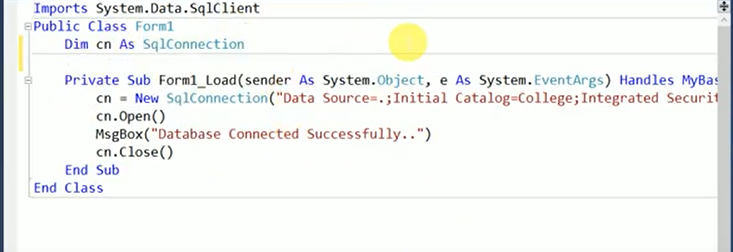 Imports System.Data.SqlClient
Public Class Form1
Dim cn As SqlConnection
Private Sub Form1_Load(sender As System.Object, e As System.EventArgs) Handles MyBas
cn = New SqlConnection("Data Source=.;Initial Catalog=College;Integrated Securit
cn.Open()
MsgBox("Database Connected Successfully..")
cn.Close()
End Sub
End Class